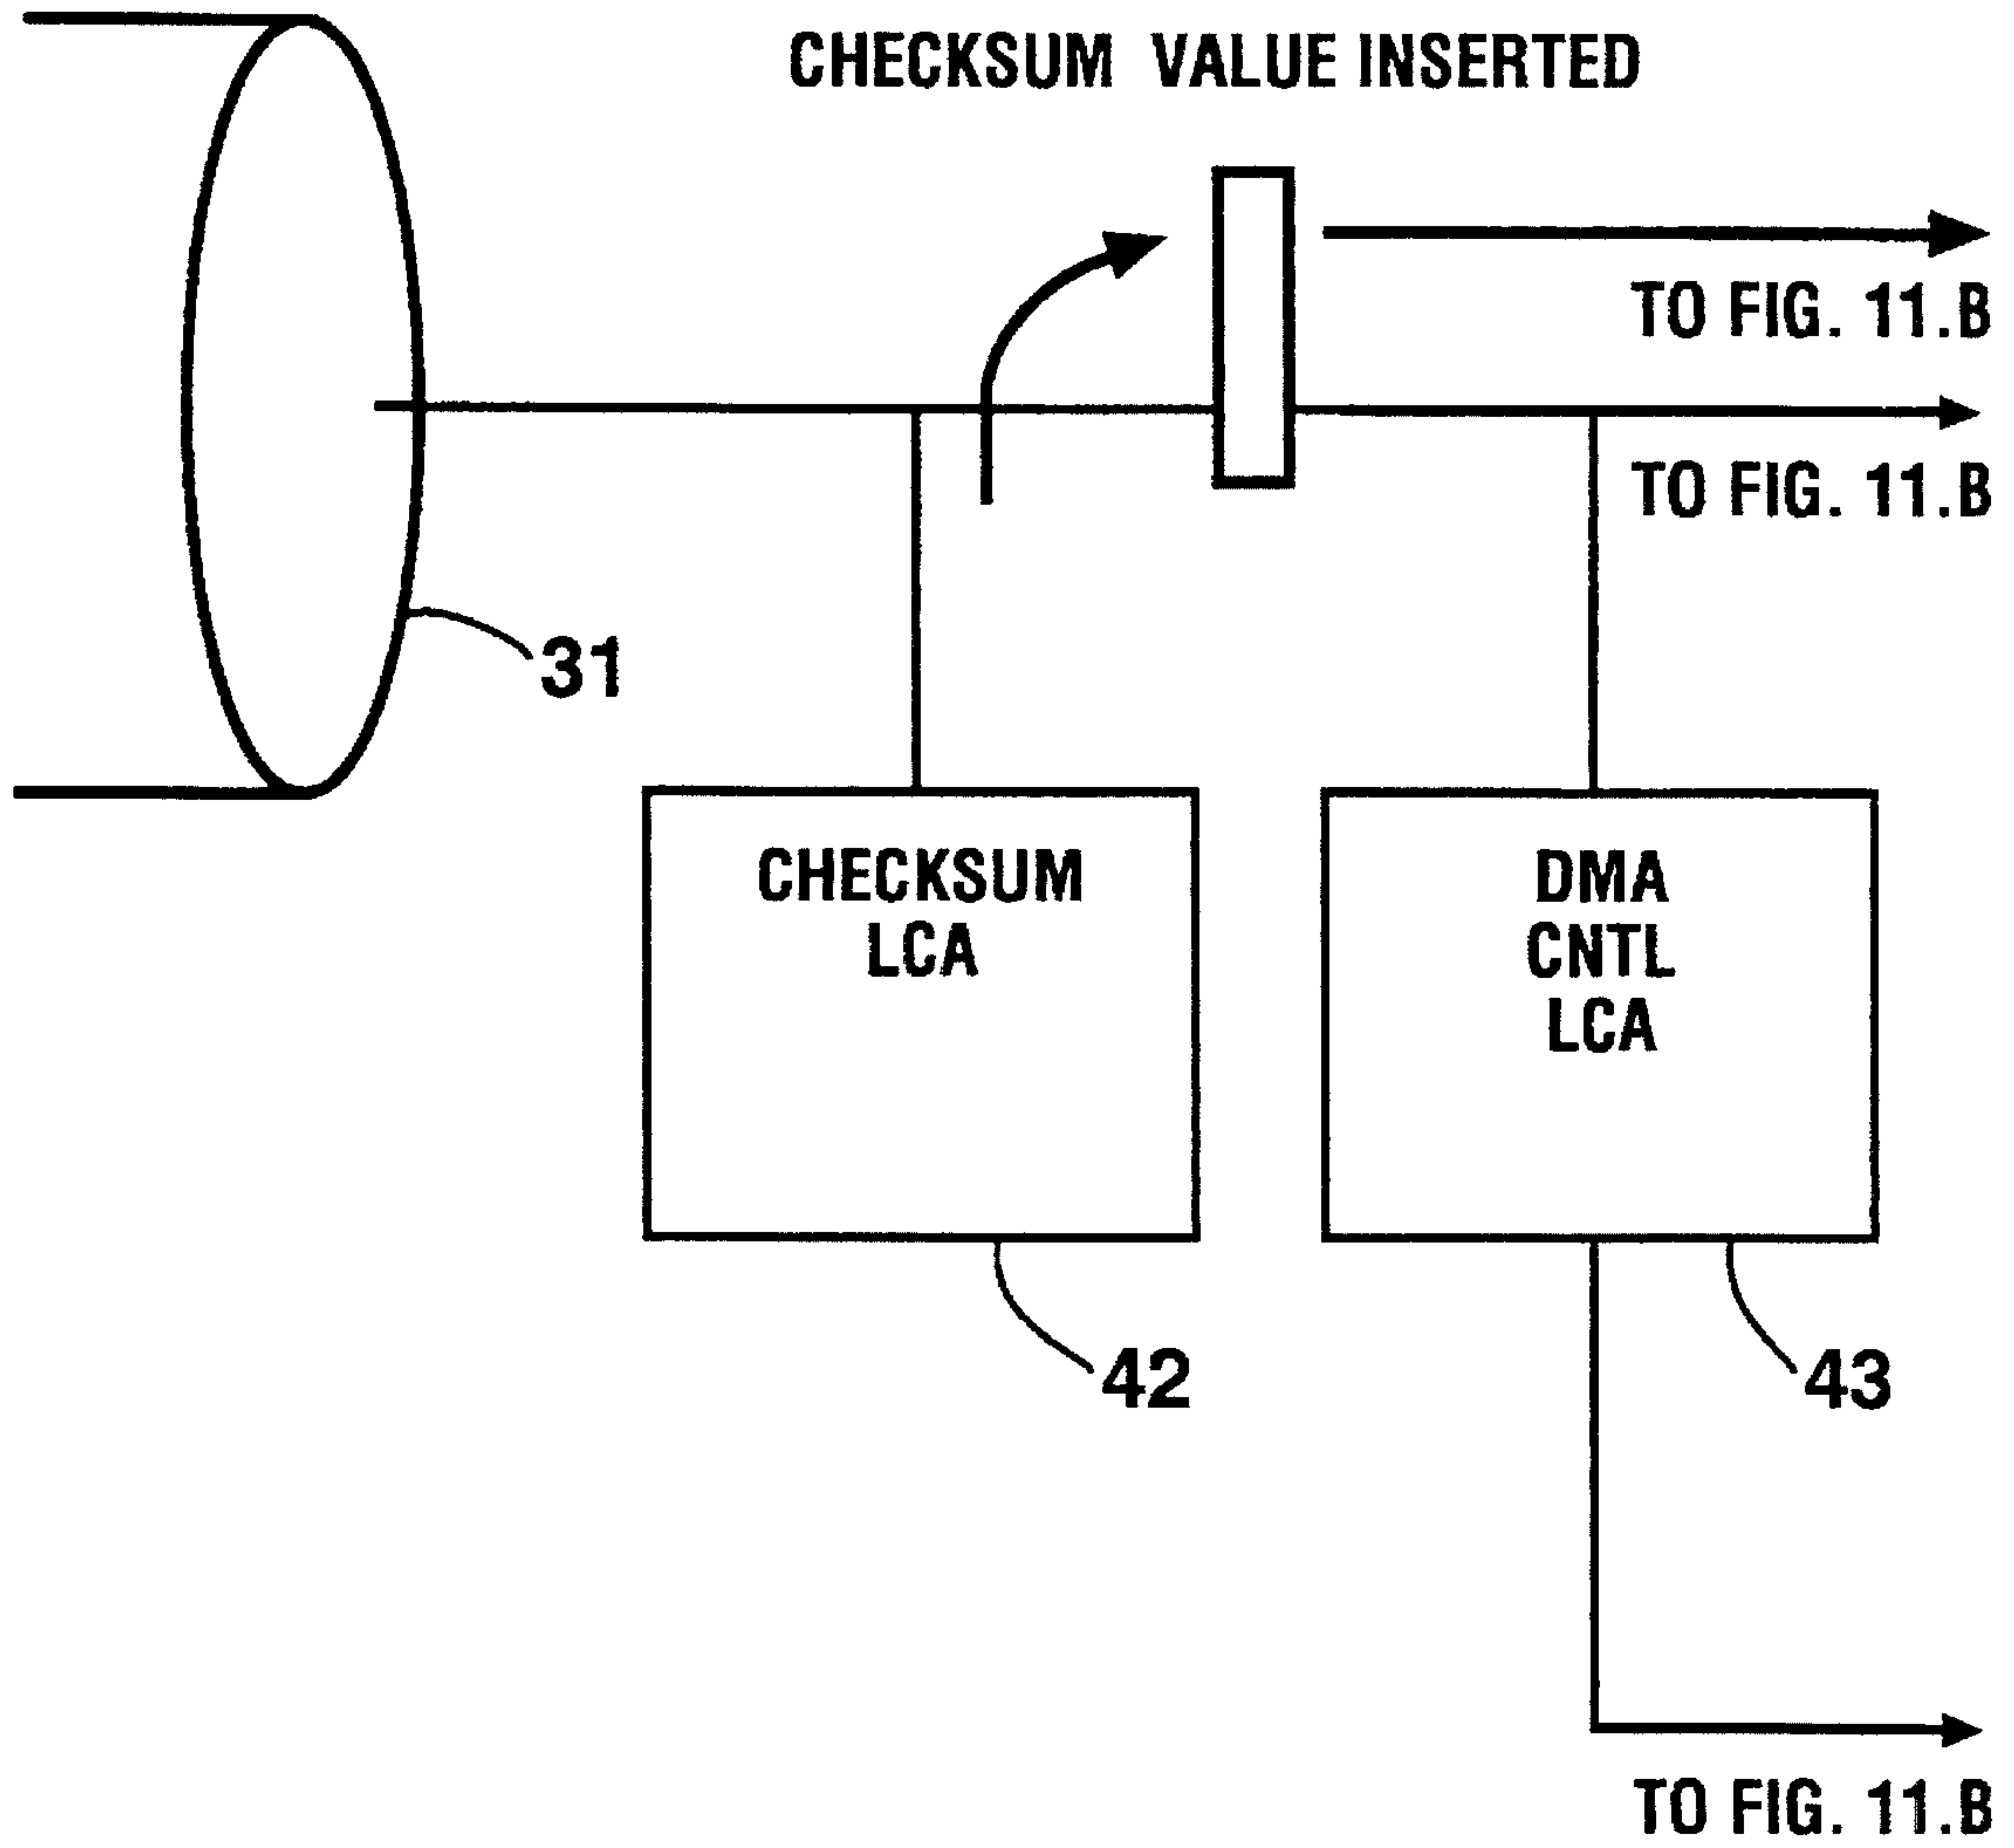 CHECKSUM VALUE INSERTED
TO FIG. 11.B
TO FIG. 11.B
31
CHECKSUM
LCA
DMA
CNTL
LCA
42
43
TO FIG. 11.B